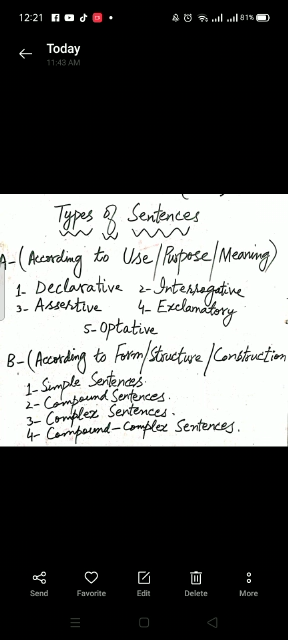 12:21
81%
Today
11:43 AM
Types of Sentences
A-(According to Use/Purpose/Meaning)
1- Declarative 2- Interrogative
3- Assertive 4- Exclamatory
5- Optative
B-(According to Form/Structure/Construction
1- Simple Sentences.
2- Compound Sentences.
3- Complex Sentences.
4- Compound-Complex Sentences.
Send Favorite Edit Delete More